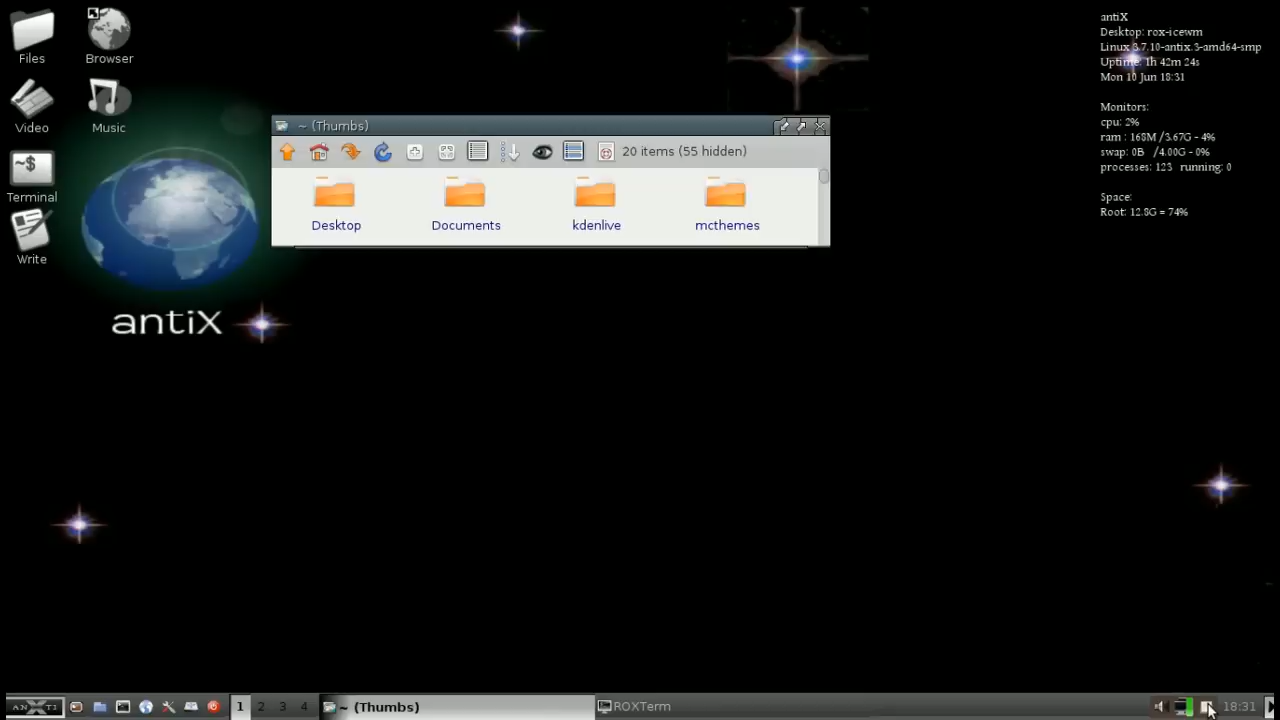 Files
Browser
Video
Music
~$
Terminal
Write
antiX
~ (Thumbs)
20 items (55 hidden)
Desktop
Documents
kdenlive
mcthemes
antiX
Desktop: rox-icewm
Linux 3.7.10-antix.3-amd64-smp
Uptime: 1h 42m 24s
Mon 10 Jun 18:31
Monitors:
cpu: 2%
ram : 168M /3.67G - 4%
swap: 0B /4.00G - 0%
processes: 123 running: 0
Space:
Root: 12.8G = 74%
ANXTI
1
2
3
4
~ (Thumbs)
ROXTerm
18:31